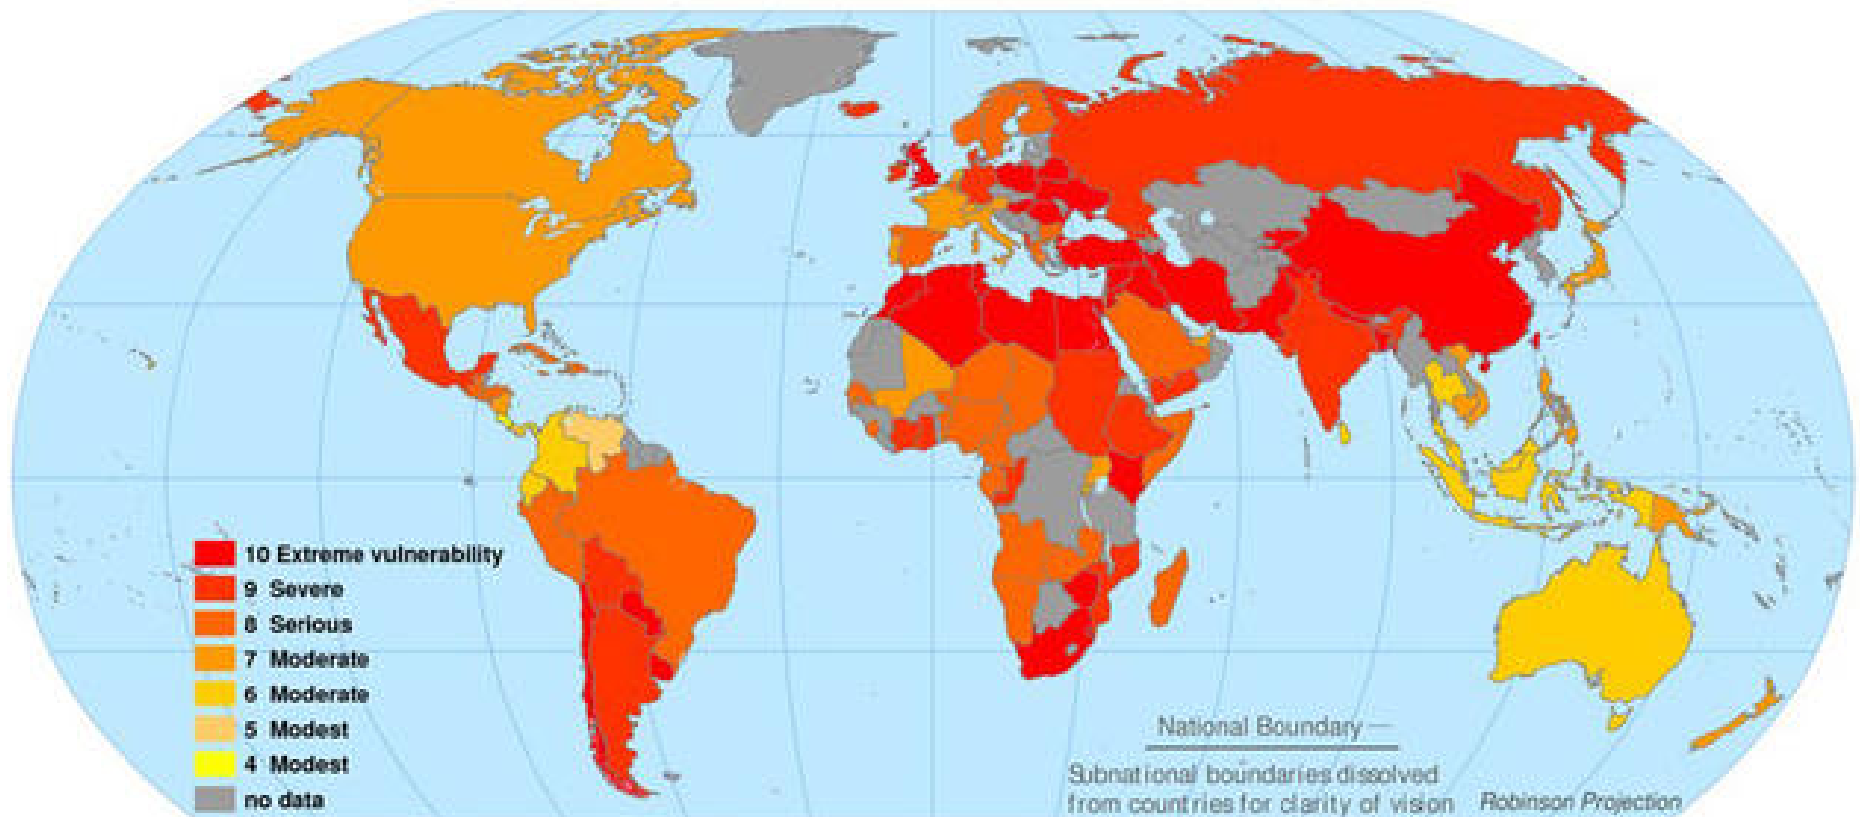 10 Extreme vulnerability
9 Severe
8 Serious
7 Moderate
6 Moderate
5 Modest
4 Modest
no data
National Boundary
Subnational boundaries dissolved
from countries for clarity of vision
Robinson Projection